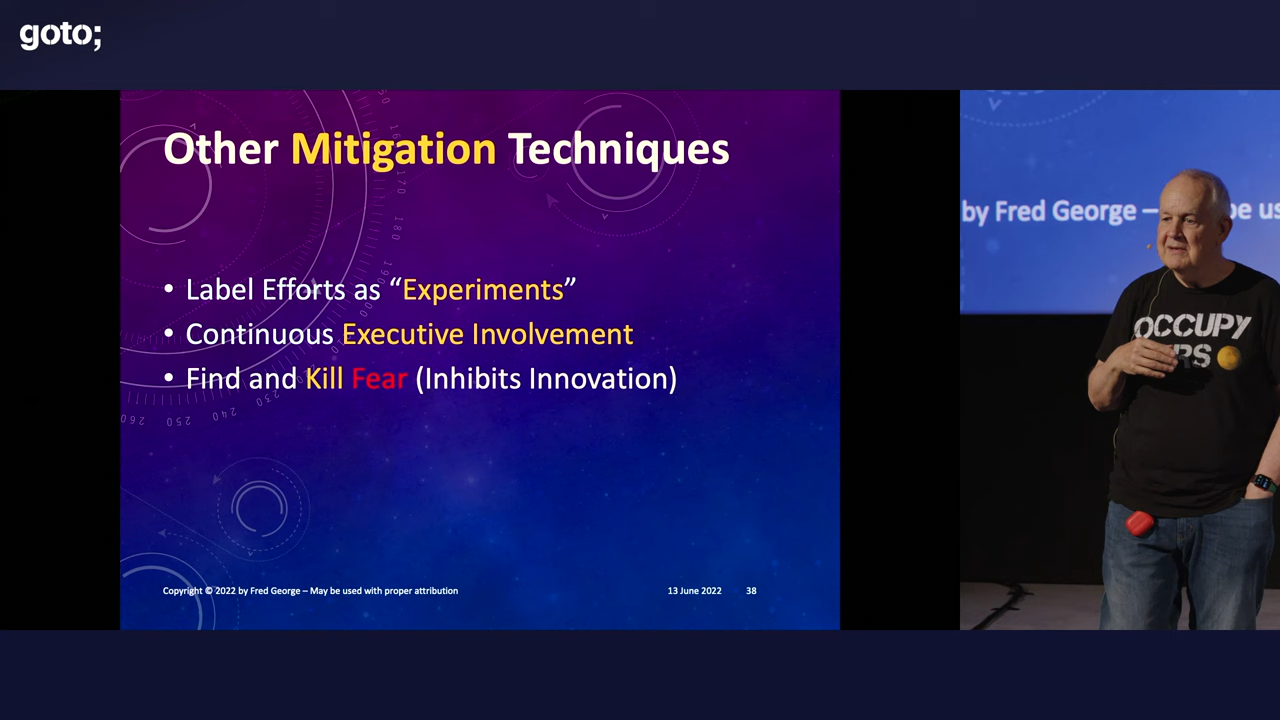 goto;
Other Mitigation Techniques
• Label Efforts as “Experiments”
• Continuous Executive Involvement
• Find and Kill Fear (Inhibits Innovation)
Copyright © 2022 by Fred George – May be used with proper attribution
13 June 2022 38
by Fred George – be us
OCCUPY